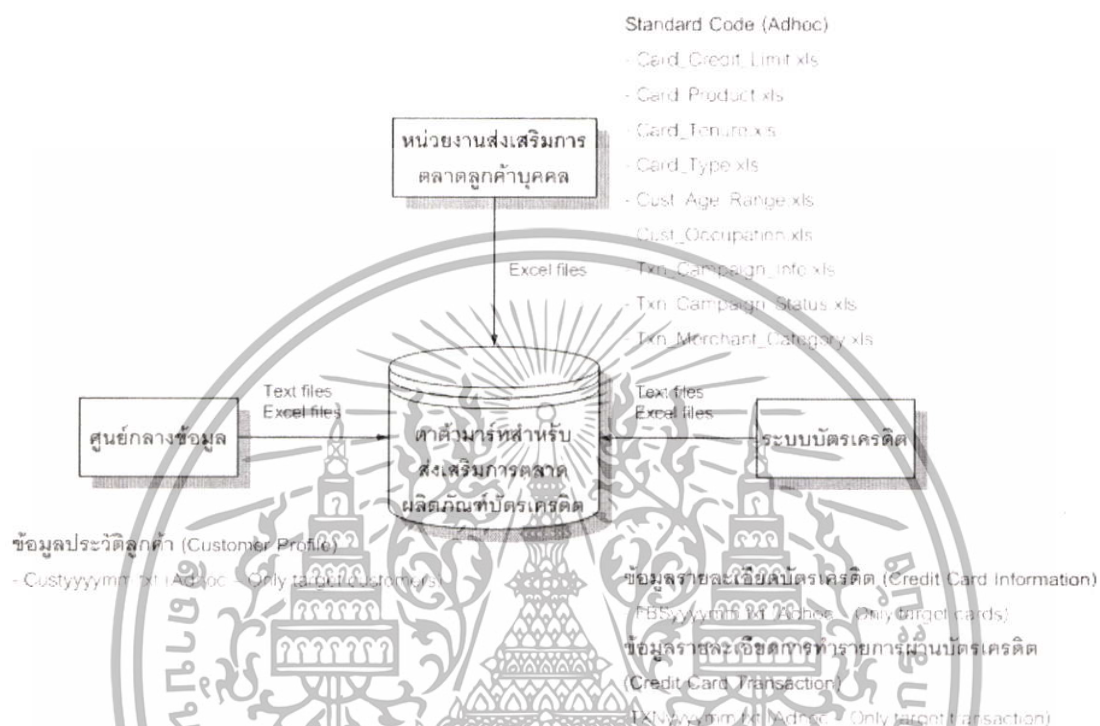 Standard Code (Adhoc)
- Card_Credit_Limit.xls
- Card_Product.xls
- Card_Tenure.xls
- Card_Type.xls
- Cust_Age_Range.xls
- Cust_Occupation.xls
- Txn_Campaign_Info.xls
- Txn_Campaign_Status.xls
- Txn_Merchant_Category.xls
หน่วยงานส่งเสริมการ
ตลาดลูกค้าบุคคล
Excel files
Text files
Excel files
ศูนย์กลางข้อมูล
ดาต้ามาร์ทสำหรับ
ส่งเสริมการตลาด
ผลิตภัณฑ์บัตรเครดิต
Text files
Excel files
ระบบบัตรเครดิต
ข้อมูลประวัติลูกค้า (Customer Profile)
- Custyyyymm.txt (Adhoc - Only target customers)
ข้อมูลรายละเอียดบัตรเครดิต (Credit Card Information)
- TBSyyyymm.txt (Adhoc - Only target cards)
ข้อมูลรายละเอียดการทำรายการผ่านบัตรเครดิต
(Credit Card Transaction)
- TXNyyyymm.txt (Adhoc - Only target transaction)